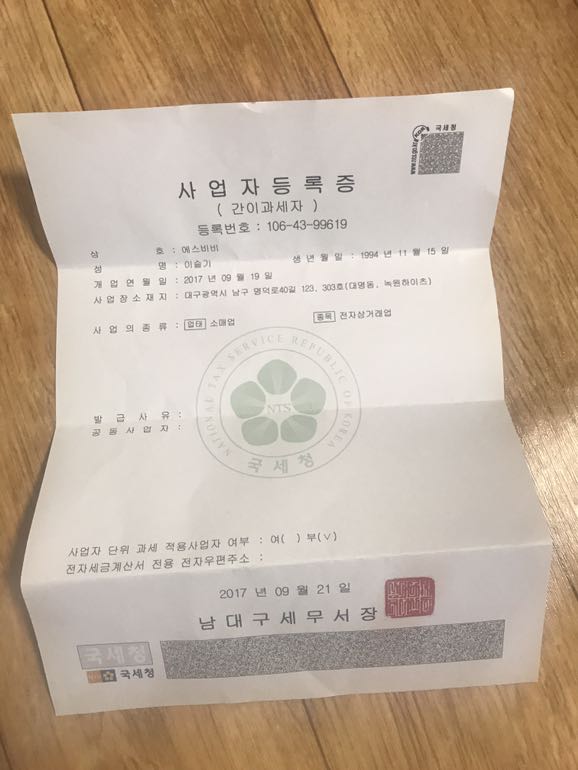 국세청
사업자등록증
( 간이과세자 )
등록번호 : 106-43-99619
상 호 : 에스비비
성 명 : 이슬기 생년월일 : 1994 년 11 월 15 일
개업연월일 : 2017 년 09 월 19 일
사업장소재지 : 대구광역시 남구 명덕로40길 123, 303호(대명동, 녹원하이츠)
사업의종류 : 업태 소매업 종목 전자상거래업
NATIONAL TAX SERVICE REPUBLIC OF KOREA
NTS
국세청
발급사유 :
공동사업자 :
사업자 단위 과세 적용사업자 여부 : 여( ) 부(∨)
전자세금계산서 전용 전자우편주소 :
2017 년 09 월 21 일
남대구세무서장
국세청
NTS 국세청